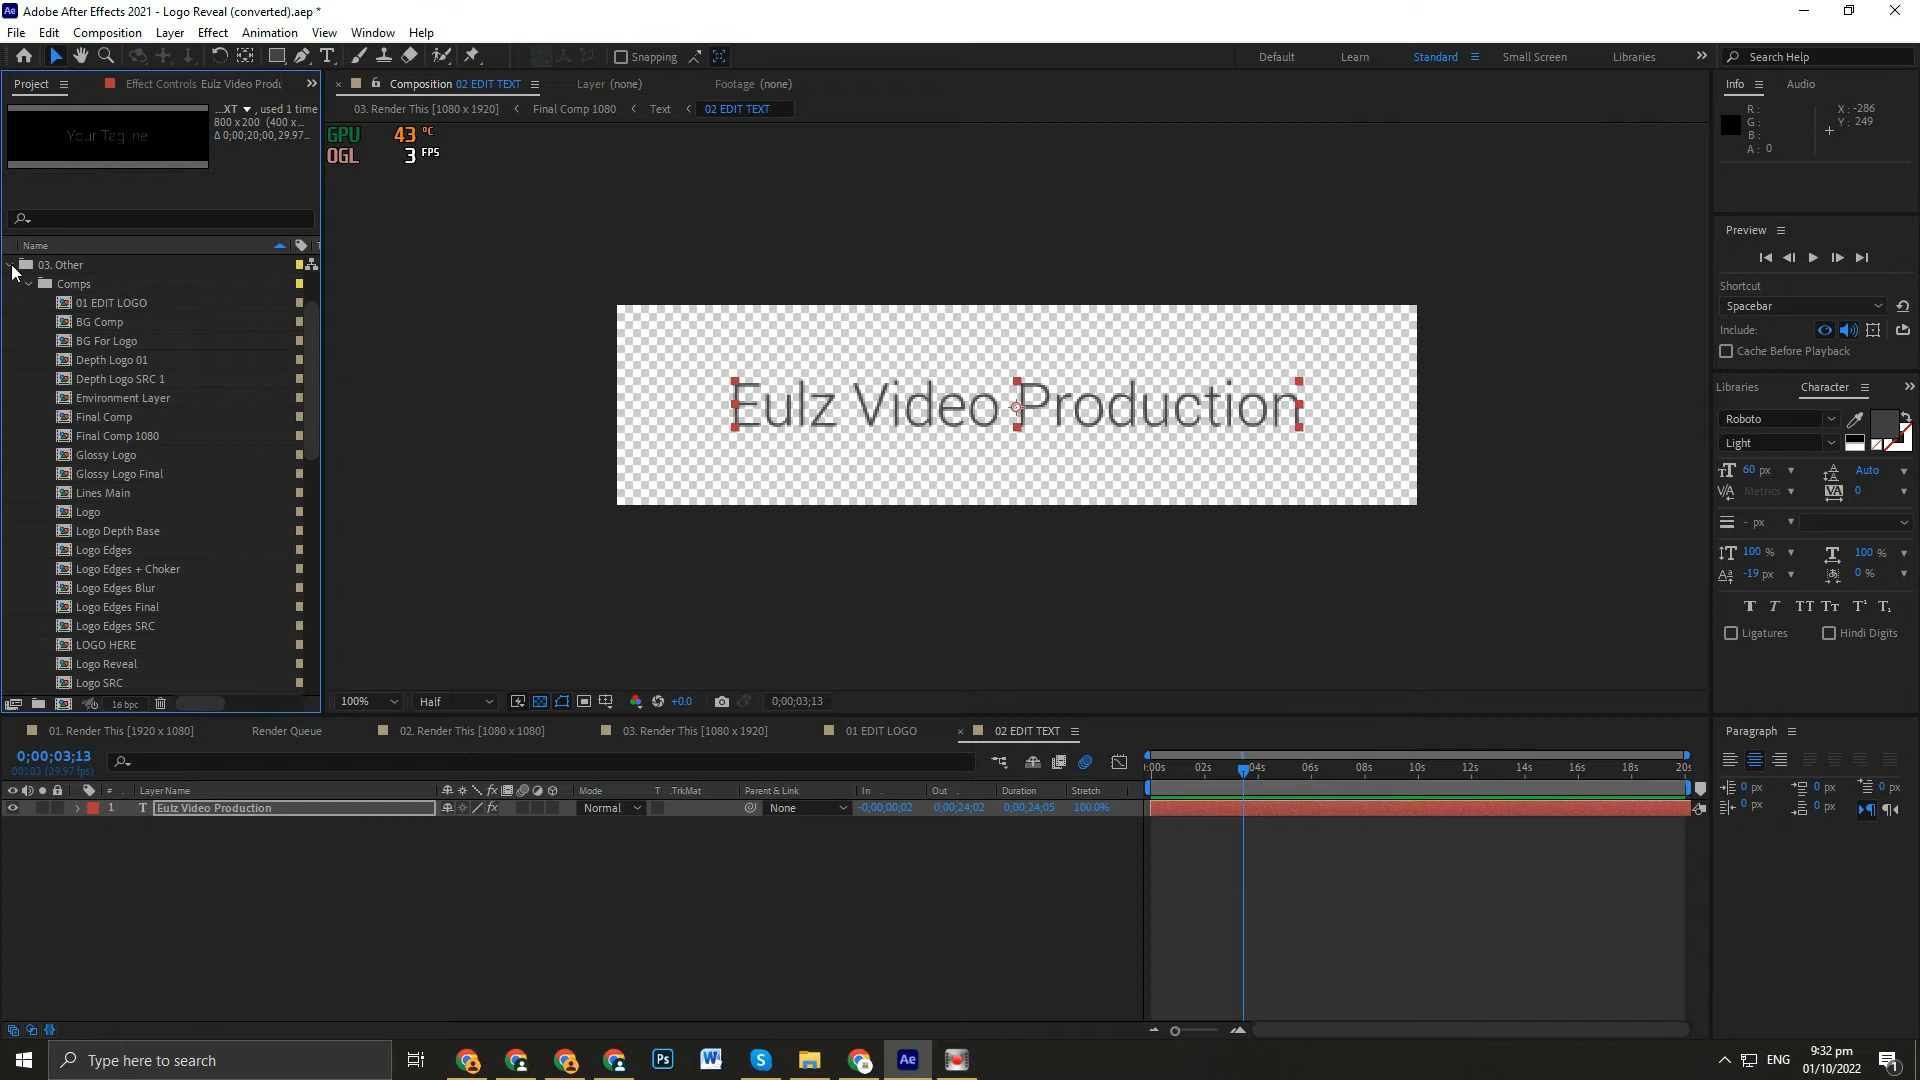 Adobe After Effects 2021 - Logo Reveal (converted).aep *
File Edit Composition Layer Effect Animation View Window Help
Snapping
Default Learn Standard Small Screen Libraries
Search Help
Project
Effect Controls Eulz Video Produ
Composition 02 EDIT TEXT
Layer (none)
Footage (none)
03. Render This [1080 x 1920] Final Comp 1080 Text 02 EDIT TEXT
...XT , used 1 time
800 x 200 (400 x...
Δ 0;00;20;00, 29.97...
Your Tagline
GPU 43 °C
OGL 3 FPS
Name
03. Other
Comps
01 EDIT LOGO
BG Comp
BG For Logo
Depth Logo 01
Depth Logo SRC 1
Environment Layer
Final Comp
Final Comp 1080
Glossy Logo
Glossy Logo Final
Lines Main
Logo
Logo Depth Base
Logo Edges
Logo Edges + Choker
Logo Edges Blur
Logo Edges Final
Logo Edges SRC
LOGO HERE
Logo Reveal
Logo SRC
16 bpc
Eulz Video Production
100% Half +0.0 0;00;03;13
Info Audio
R :
G :
B :
A : 0
X : -286
Y : 249
Preview
Shortcut
Spacebar
Include:
Cache Before Playback
Libraries Character
Roboto
Light
60 px Auto
Metrics 0
- px
100 % 100 %
-19 px 0 %
Ligatures Hindi Digits
01. Render This [1920 x 1080] Render Queue 02. Render This [1080 x 1080] 03. Render This [1080 x 1920] 01 EDIT LOGO 02 EDIT TEXT
0;00;03;13
00103 (29.97 fps)
# Layer Name Mode T .TrkMat Parent & Link In Out Duration Stretch
1 T Eulz Video Production Normal None -0;00;00;02 0;00;24;02 0;00;24;05 100.0%
:00s 02s 04s 06s 08s 10s 12s 14s 16s 18s 20s
Paragraph
0 px 0 px 0 px
0 px 0 px
Type here to search
ENG
9:32 pm
01/10/2022
1